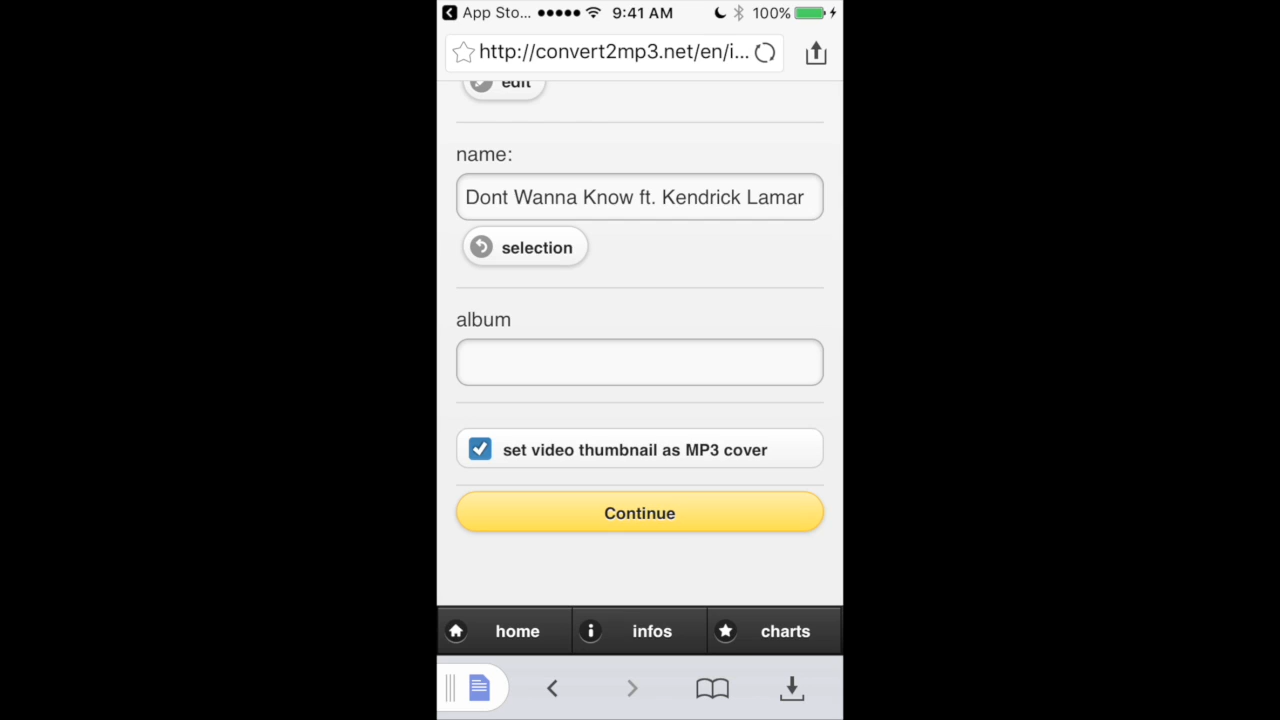 App Sto... 9:41 AM 100%
http://convert2mp3.net/en/i...
edit
name:
Dont Wanna Know ft. Kendrick Lamar
selection
album
set video thumbnail as MP3 cover
Continue
home infos charts